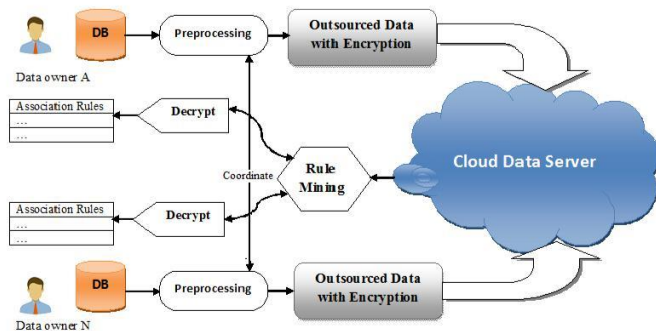 DB
Preprocessing
Outsourced Data
with Encryption
Data owner A
Association Rules
...
...
Decrypt
Coordinate
Rule
Mining
Cloud Data Server
Association Rules
...
...
Decrypt
DB
Preprocessing
Outsourced Data
with Encryption
Data owner N